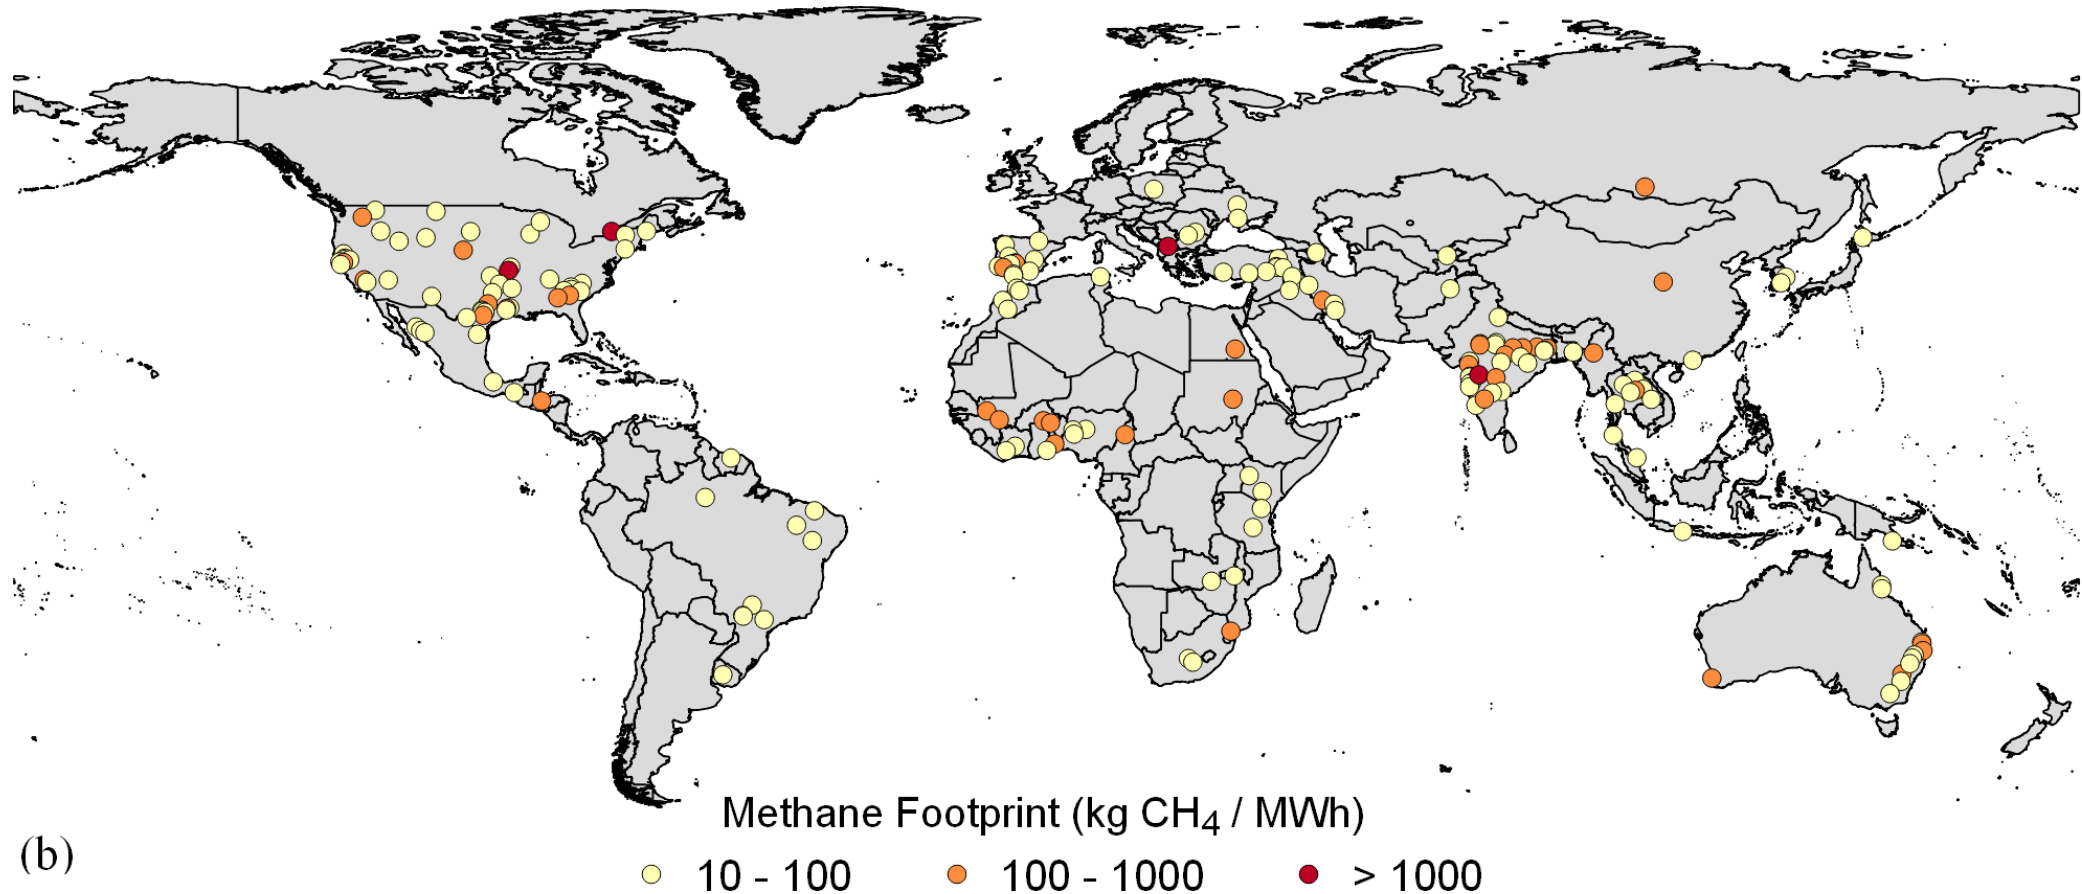 Methane Footprint (kg CH₄ / MWh)
(b)
10 - 100 100 - 1000 > 1000